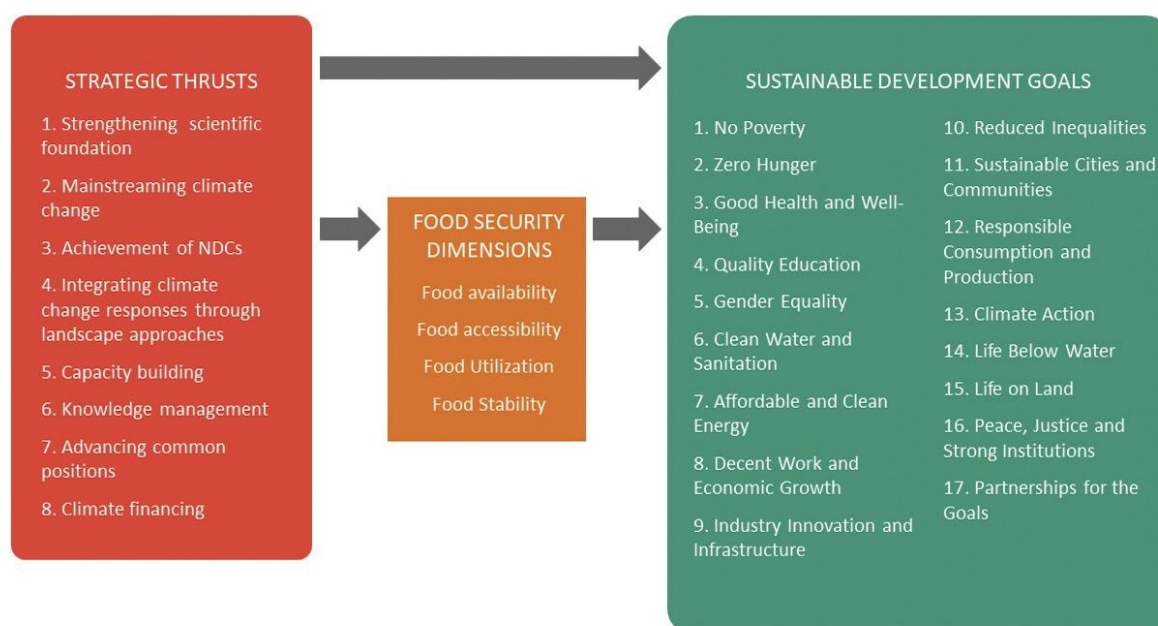 STRATEGIC THRUSTS
1. Strengthening scientific
foundation
2. Mainstreaming climate
change
3. Achievement of NDCs
4. Integrating climate
change responses through
landscape approaches
5. Capacity building
6. Knowledge management
7. Advancing common
positions
8. Climate financing
FOOD SECURITY
DIMENSIONS
Food availability
Food accessibility
Food Utilization
Food Stability
SUSTAINABLE DEVELOPMENT GOALS
1. No Poverty
2. Zero Hunger
3. Good Health and Well-
Being
4. Quality Education
5. Gender Equality
6. Clean Water and
Sanitation
7. Affordable and Clean
Energy
8. Decent Work and
Economic Growth
9. Industry Innovation and
Infrastructure
10. Reduced Inequalities
11. Sustainable Cities and
Communities
12. Responsible
Consumption and
Production
13. Climate Action
14. Life Below Water
15. Life on Land
16. Peace, Justice and
Strong Institutions
17. Partnerships for the
Goals